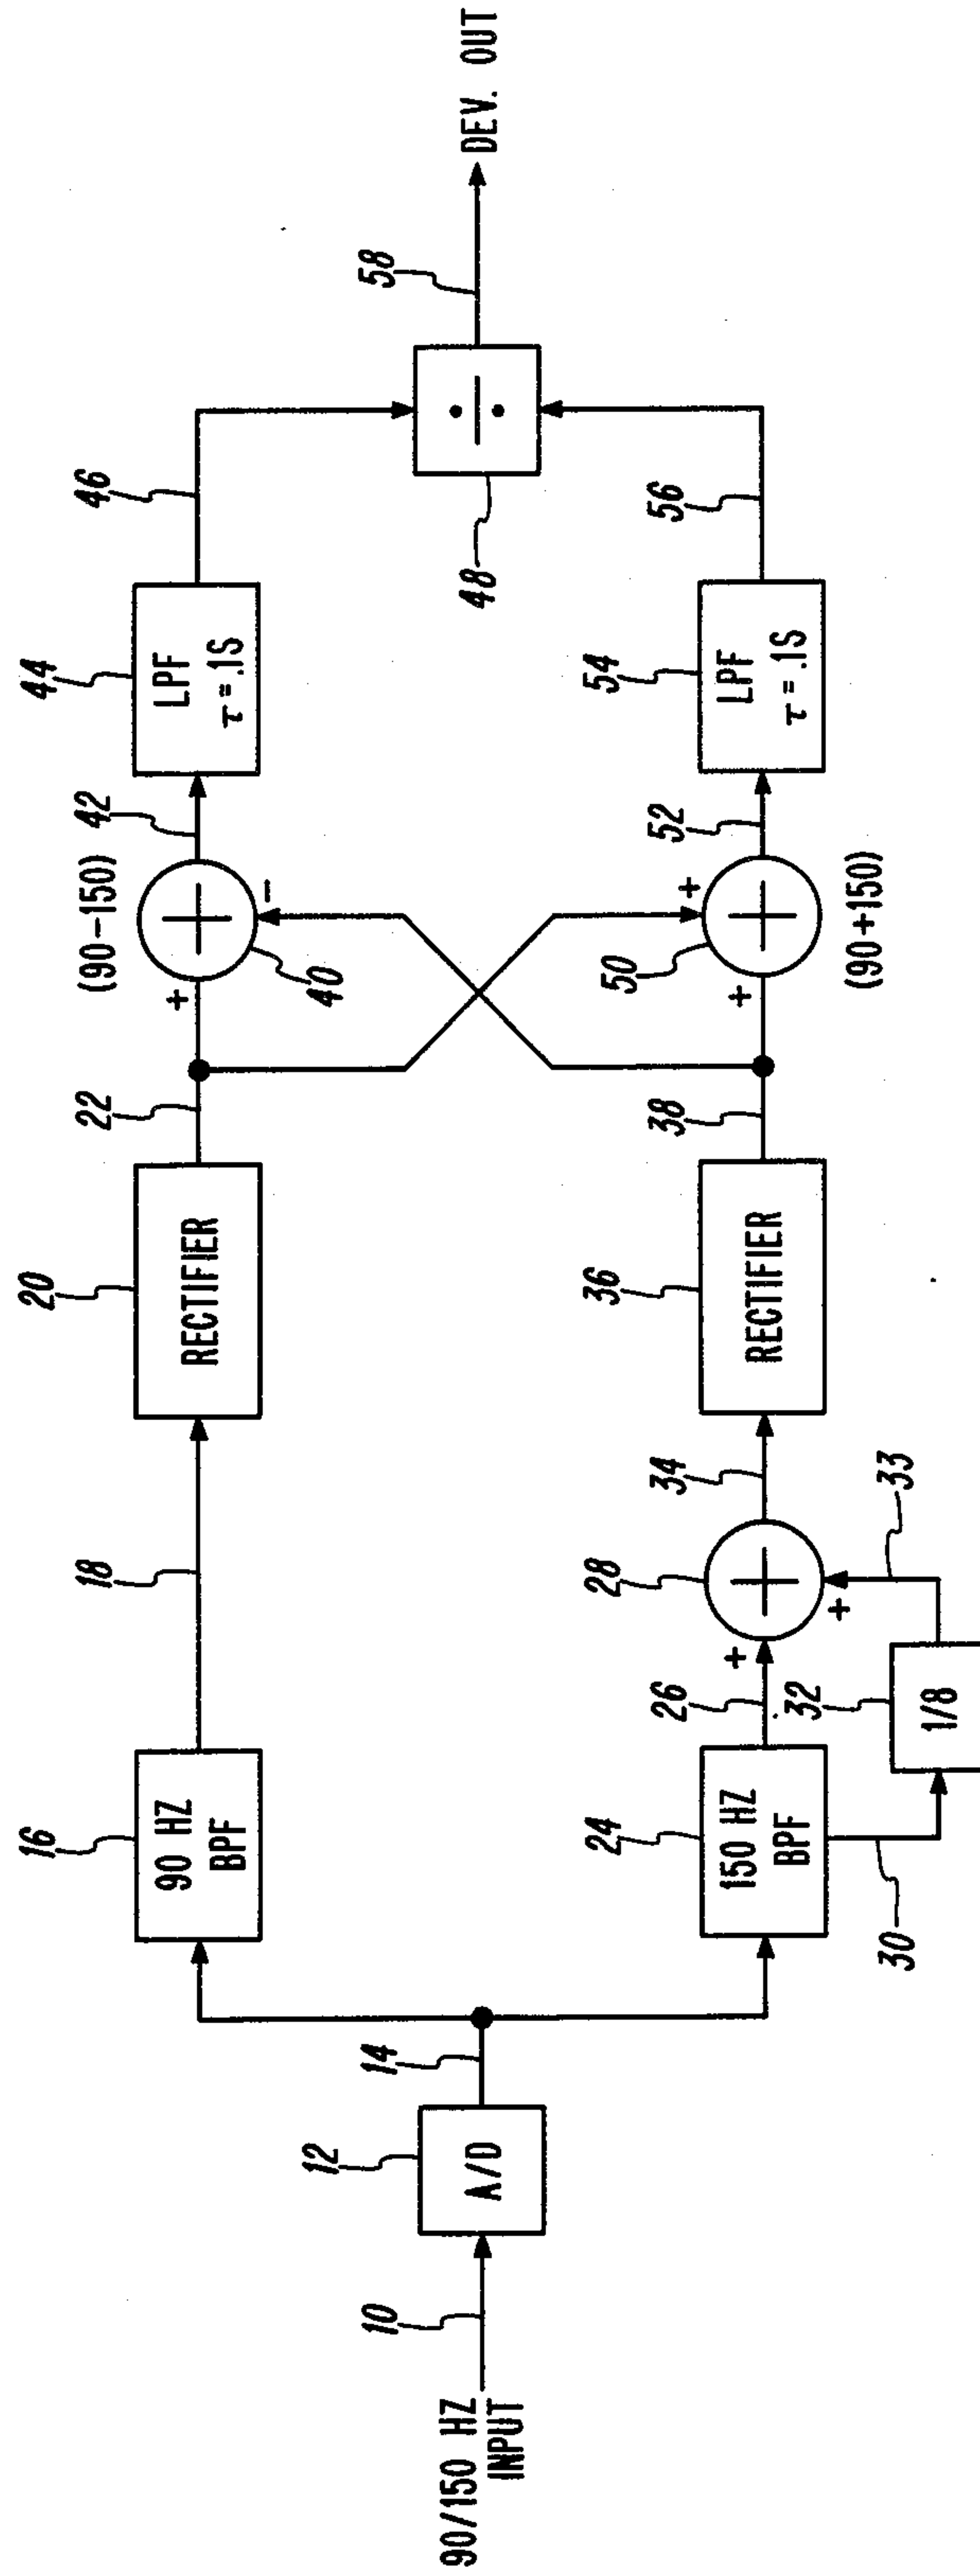 90/150 HZ
INPUT
10
12
A/D
14
16
90 HZ
BPF
18
20
RECTIFIER
22
(90-150)
+
-
40
42
44
LPF
τ = .1S
46
24
150 HZ
BPF
26
30
32
1/8
33
+
+
28
34
36
RECTIFIER
38
+
+
50
(90+150)
52
54
LPF
τ = .1S
56
48
÷
58
DEV. OUT